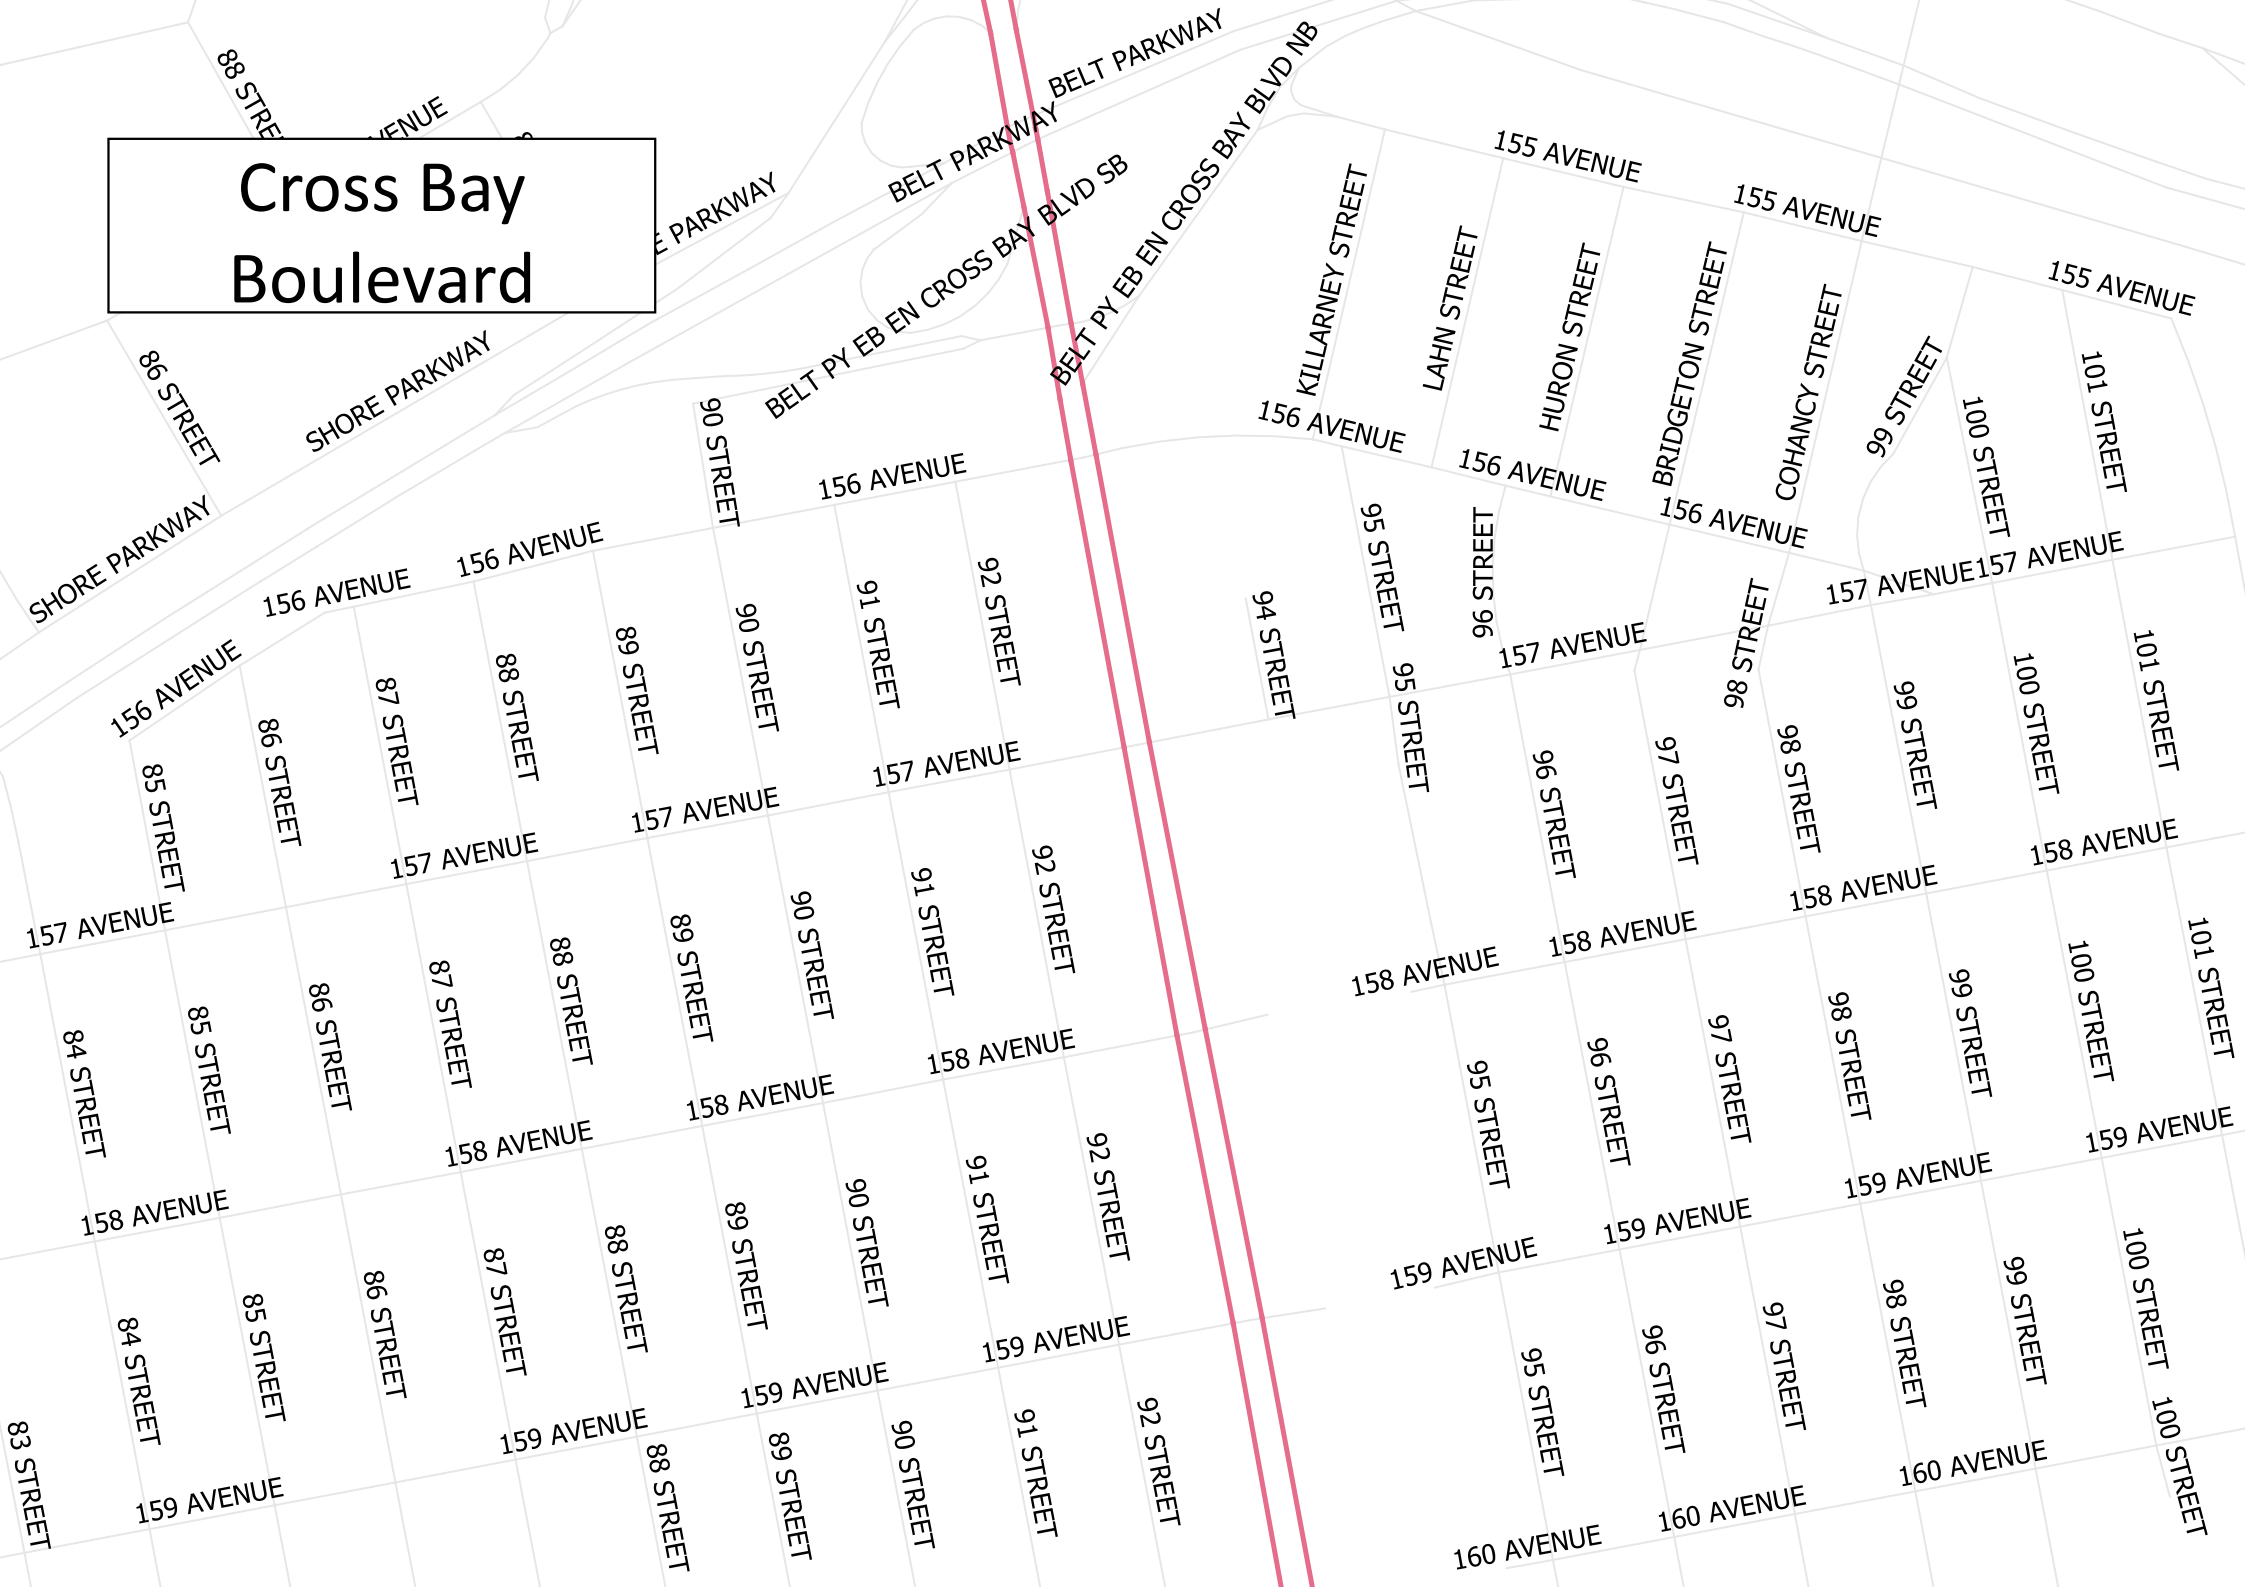 Cross Bay
Boulevard
88 STRE
VENUE
8
BELT PARKWAY
BELT PARKWAY
E PARKWAY
SHORE PARKWAY
SHORE PARKWAY
BELT PY EB EN CROSS BAY BLVD SB
BELT PY EB EN CROSS BAY BLVD NB
155 AVENUE
155 AVENUE
155 AVENUE
KILLARNEY STREET
LAHN STREET
HURON STREET
BRIDGETON STREET
COHANCY STREET
99 STREET
100 STREET
101 STREET
86 STREET
90 STREET
156 AVENUE
156 AVENUE
156 AVENUE
156 AVENUE
156 AVENUE
156 AVENUE
156 AVENUE
95 STREET
96 STREET
94 STREET
98 STREET
157 AVENUE
157 AVENUE
157 AVENUE
85 STREET
86 STREET
87 STREET
88 STREET
89 STREET
90 STREET
91 STREET
92 STREET
95 STREET
96 STREET
97 STREET
98 STREET
99 STREET
100 STREET
101 STREET
157 AVENUE
157 AVENUE
157 AVENUE
157 AVENUE
158 AVENUE
158 AVENUE
158 AVENUE
158 AVENUE
84 STREET
85 STREET
86 STREET
87 STREET
88 STREET
89 STREET
90 STREET
91 STREET
92 STREET
95 STREET
96 STREET
97 STREET
98 STREET
99 STREET
100 STREET
101 STREET
158 AVENUE
158 AVENUE
158 AVENUE
158 AVENUE
159 AVENUE
159 AVENUE
159 AVENUE
159 AVENUE
84 STREET
85 STREET
86 STREET
87 STREET
88 STREET
89 STREET
90 STREET
91 STREET
92 STREET
95 STREET
96 STREET
97 STREET
98 STREET
99 STREET
100 STREET
159 AVENUE
159 AVENUE
159 AVENUE
159 AVENUE
83 STREET
88 STREET
89 STREET
90 STREET
91 STREET
92 STREET
100 STREET
160 AVENUE
160 AVENUE
160 AVENUE